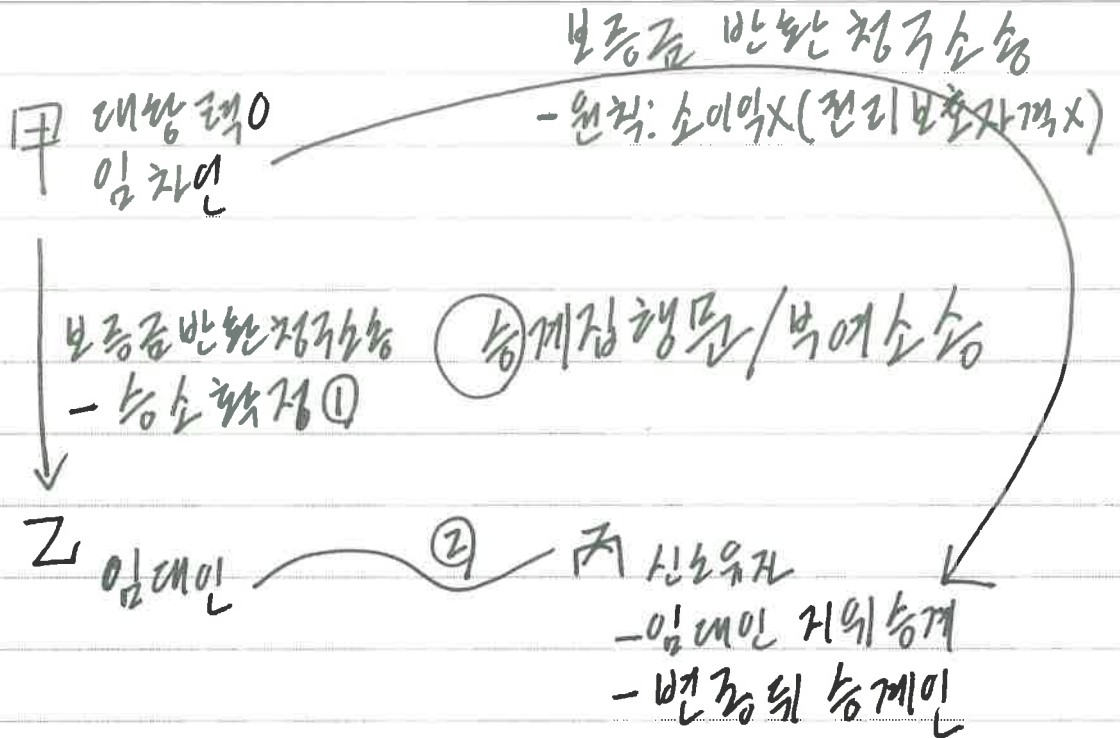 보증금 반환청구소송
- 원칙: 소이익X(권리보호자격X)
甲 대항력O
임차인
보증금반환청구소송
- 승소확정①
승계집행문/부여소송
乙 임대인
②
丙 신소유자
- 임대인 지위승계
- 변종뒤 승계인